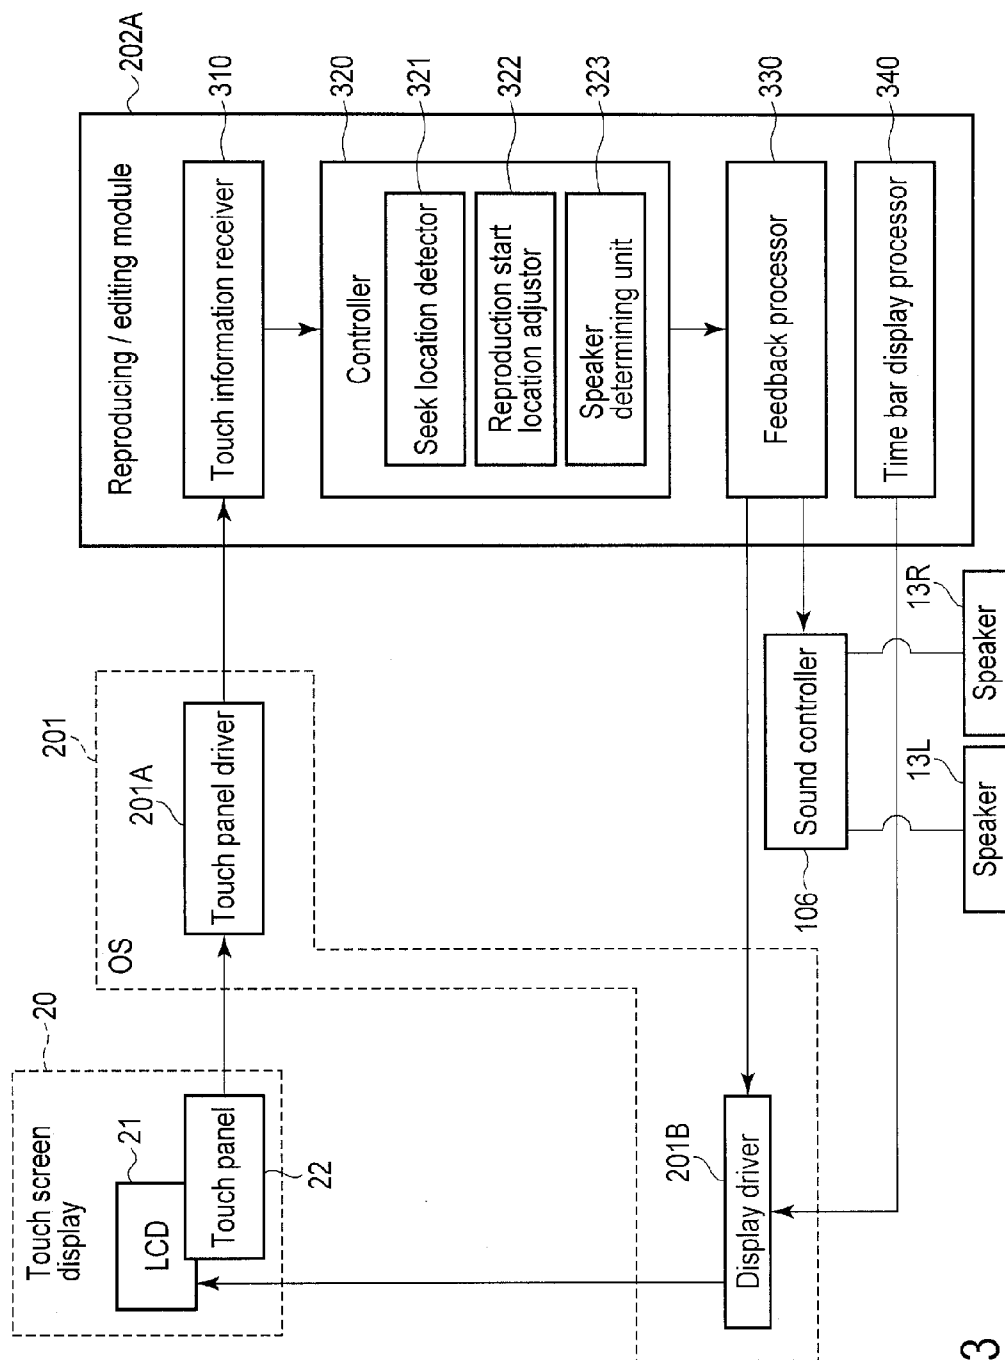 Touch screen
display
20
LCD
21
Touch panel
22
OS
201
Touch panel driver
201A
Display driver
201B
Reproducing / editing module
202A
Touch information receiver
310
Controller
320
Seek location detector
321
Reproduction start
location adjustor
322
Speaker
determining unit
323
Feedback processor
330
Time bar display processor
340
Sound controller
106
Speaker
13L
Speaker
13R
3